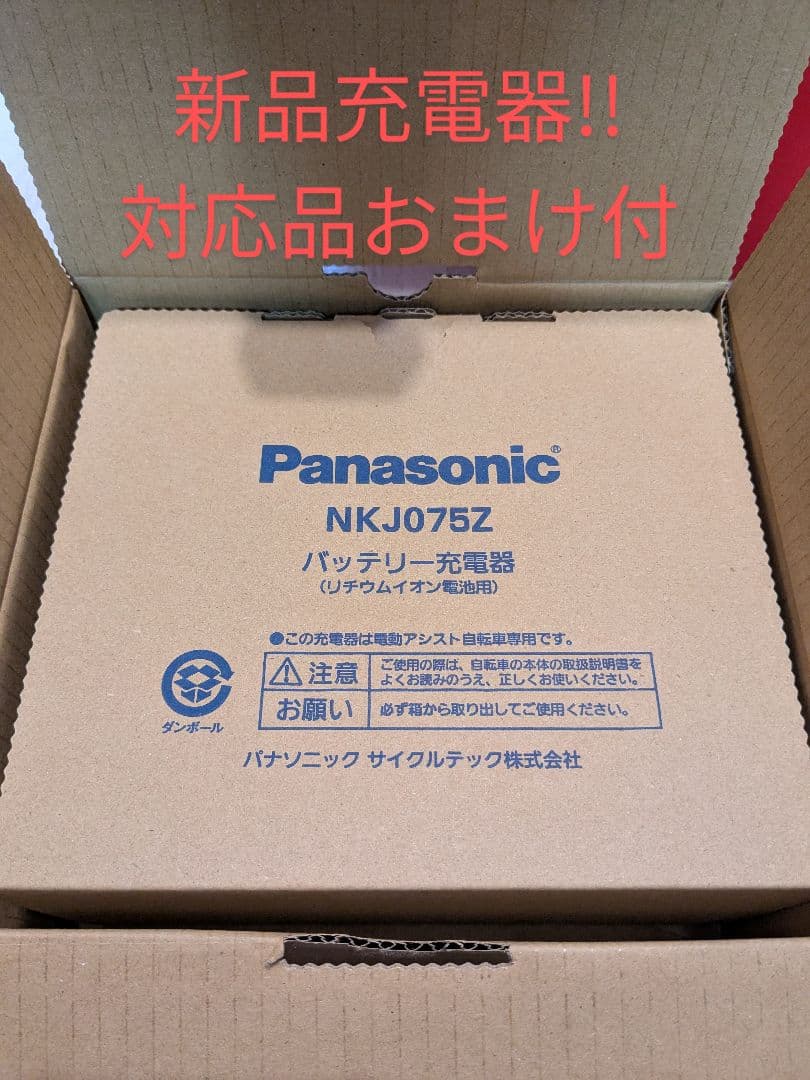 新品充電器!!
対応品おまけ付
Panasonic®
NKJ075Z
バッテリー充電器
(リチウムイオン電池用)
●この充電器は電動アシスト自転車専用です。
注意 ご使用の際は、自転車の本体の取扱説明書を
よくお読みのうえ、正しくお使いください。
お願い 必ず箱から取り出してご使用ください。
ダンボール
パナソニック サイクルテック株式会社